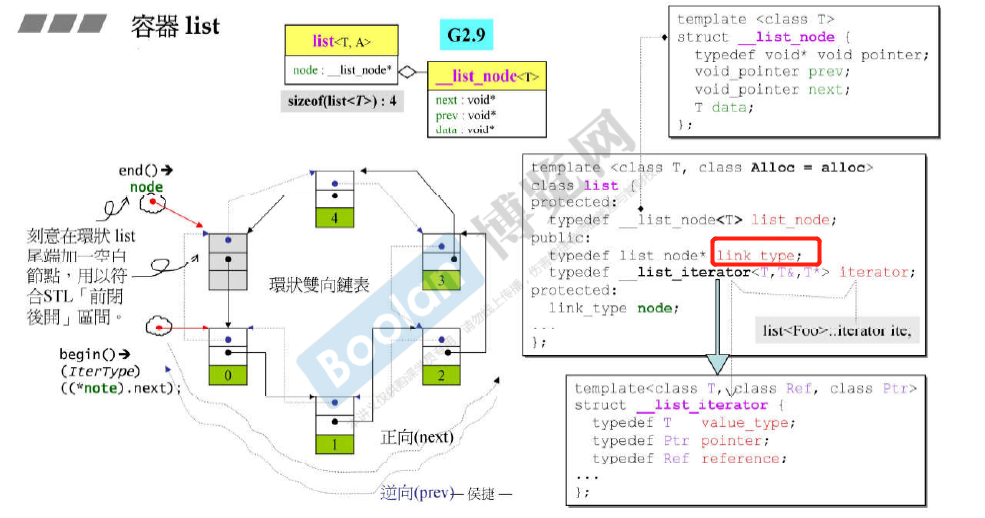 容器 list
list<T, A>
node : __list_node*
sizeof(list<T>) : 4
G2.9
__list_node<T>
next : void*
prev : void*
data : void*
template <class T>
struct __list_node {
typedef void* void pointer;
void_pointer prev;
void_pointer next;
T data;
};
end()→
node
刻意在環狀 list
尾端加一空白
節點，用以符
合STL「前閉
後開」區間。
begin()→
(IterType)
((*note).next);
4
3
環狀雙向鏈表
0
2
1
正向(next)
逆向(prev)
— 侯捷 —
template <class T, class Alloc = alloc>
class list {
protected:
typedef __list_node<T> list_node;
public:
typedef list node* link type;
typedef __list_iterator<T,T&,T*> iterator;
protected:
link_type node;
...
};
list<Foo>::iterator ite,
template<class T, class Ref, class Ptr>
struct __list_iterator {
typedef T value_type;
typedef Ptr pointer;
typedef Ref reference;
...
};
Boolan
博览网